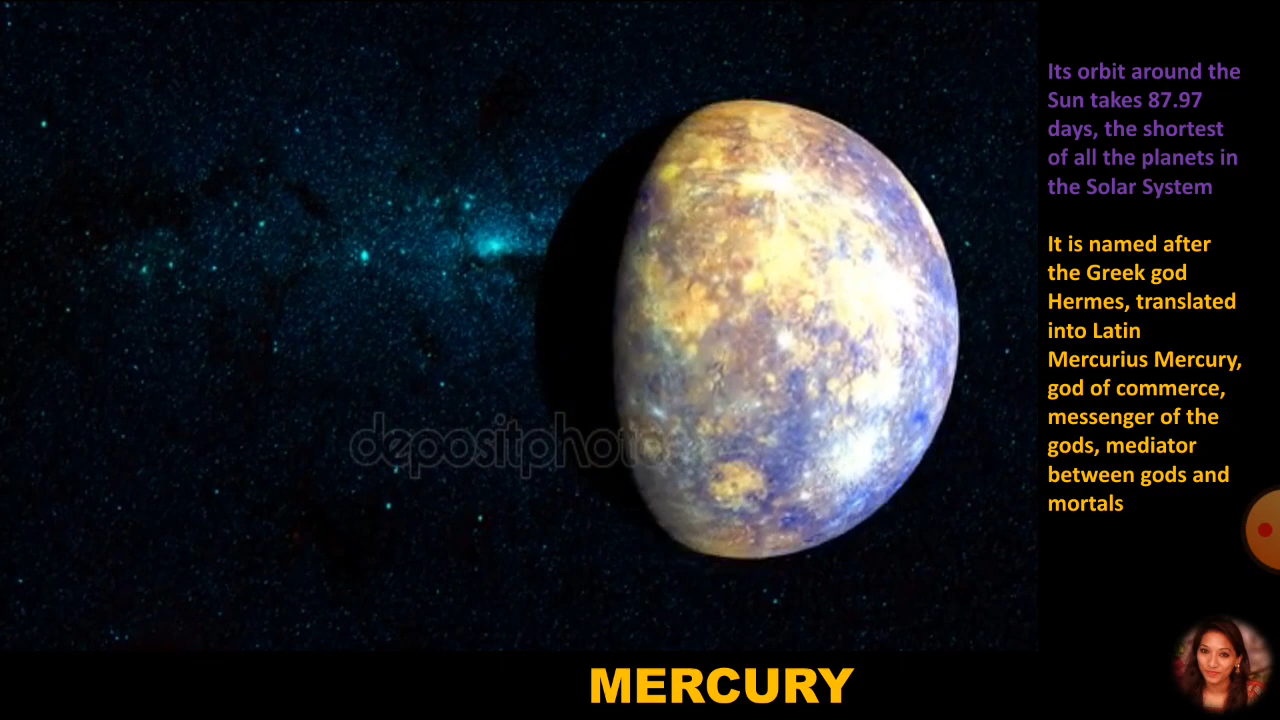 Its orbit around the
Sun takes 87.97
days, the shortest
of all the planets in
the Solar System
It is named after
the Greek god
Hermes, translated
into Latin
Mercurius Mercury,
god of commerce,
messenger of the
gods, mediator
between gods and
mortals
depositphotos
MERCURY